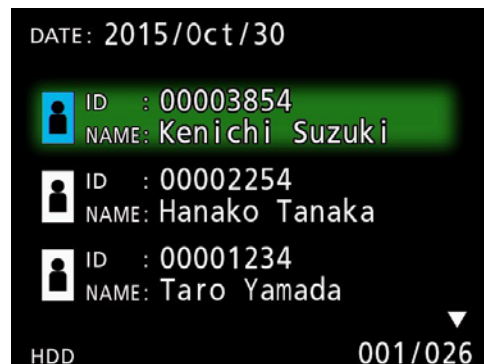 DATE: 2015/Oct/30
ID : 00003854
NAME: Kenichi Suzuki
ID : 00002254
NAME: Hanako Tanaka
ID : 00001234
NAME: Taro Yamada
HDD 001/026